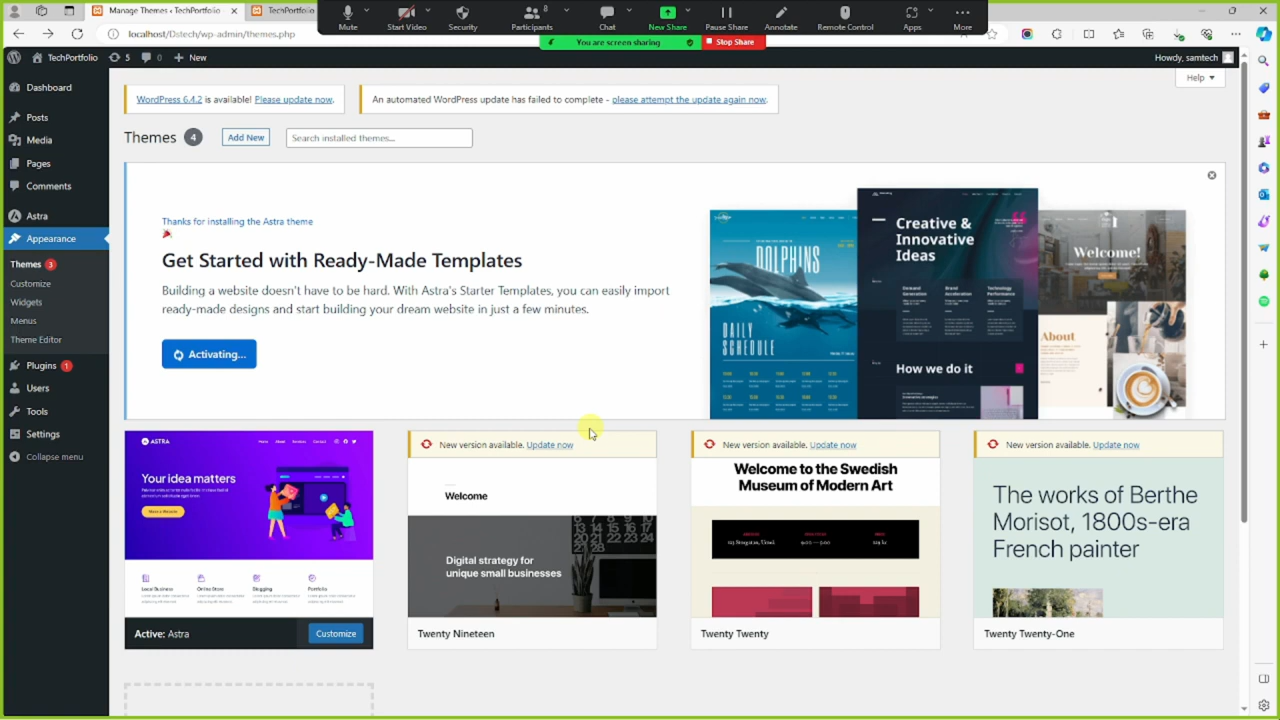 Manage Themes ‹ TechPortfolio
TechPortfolio
localhost/Dstech/wp-admin/themes.php
Mute
Start Video
Security
Participants
8
Chat
New Share
Pause Share
Annotate
Remote Control
Apps
More
You are screen sharing
Stop Share
TechPortfolio
5
0
New
Howdy, samtech
Help
Dashboard
Posts
Media
Pages
Comments
Astra
Appearance
Themes 3
Customize
Widgets
Menus
Theme Editor
Plugins 1
Users
Tools
Settings
Collapse menu
WordPress 6.4.2 is available! Please update now.
An automated WordPress update has failed to complete - please attempt the update again now.
Themes 4
Add New
Search installed themes...
Thanks for installing the Astra theme
Get Started with Ready-Made Templates
Building a website doesn't have to be hard. With Astra's Starter Templates, you can easily import
ready-made designs and start building your dream website in just a few minutes.
Activating...
DOLPHINS
DAILY
SCHEDULE
Creative &
Innovative
Ideas
How we do it
Welcome!
About
ASTRA
Home About Services Contact
Your idea matters
Local Business
Online Store
Blogging
Portfolio
Active: Astra
Customize
New version available. Update now
Welcome
Digital strategy for
unique small businesses
Twenty Nineteen
New version available. Update now
Welcome to the Swedish
Museum of Modern Art
Twenty Twenty
New version available. Update now
The works of Berthe
Morisot, 1800s-era
French painter
Twenty Twenty-One